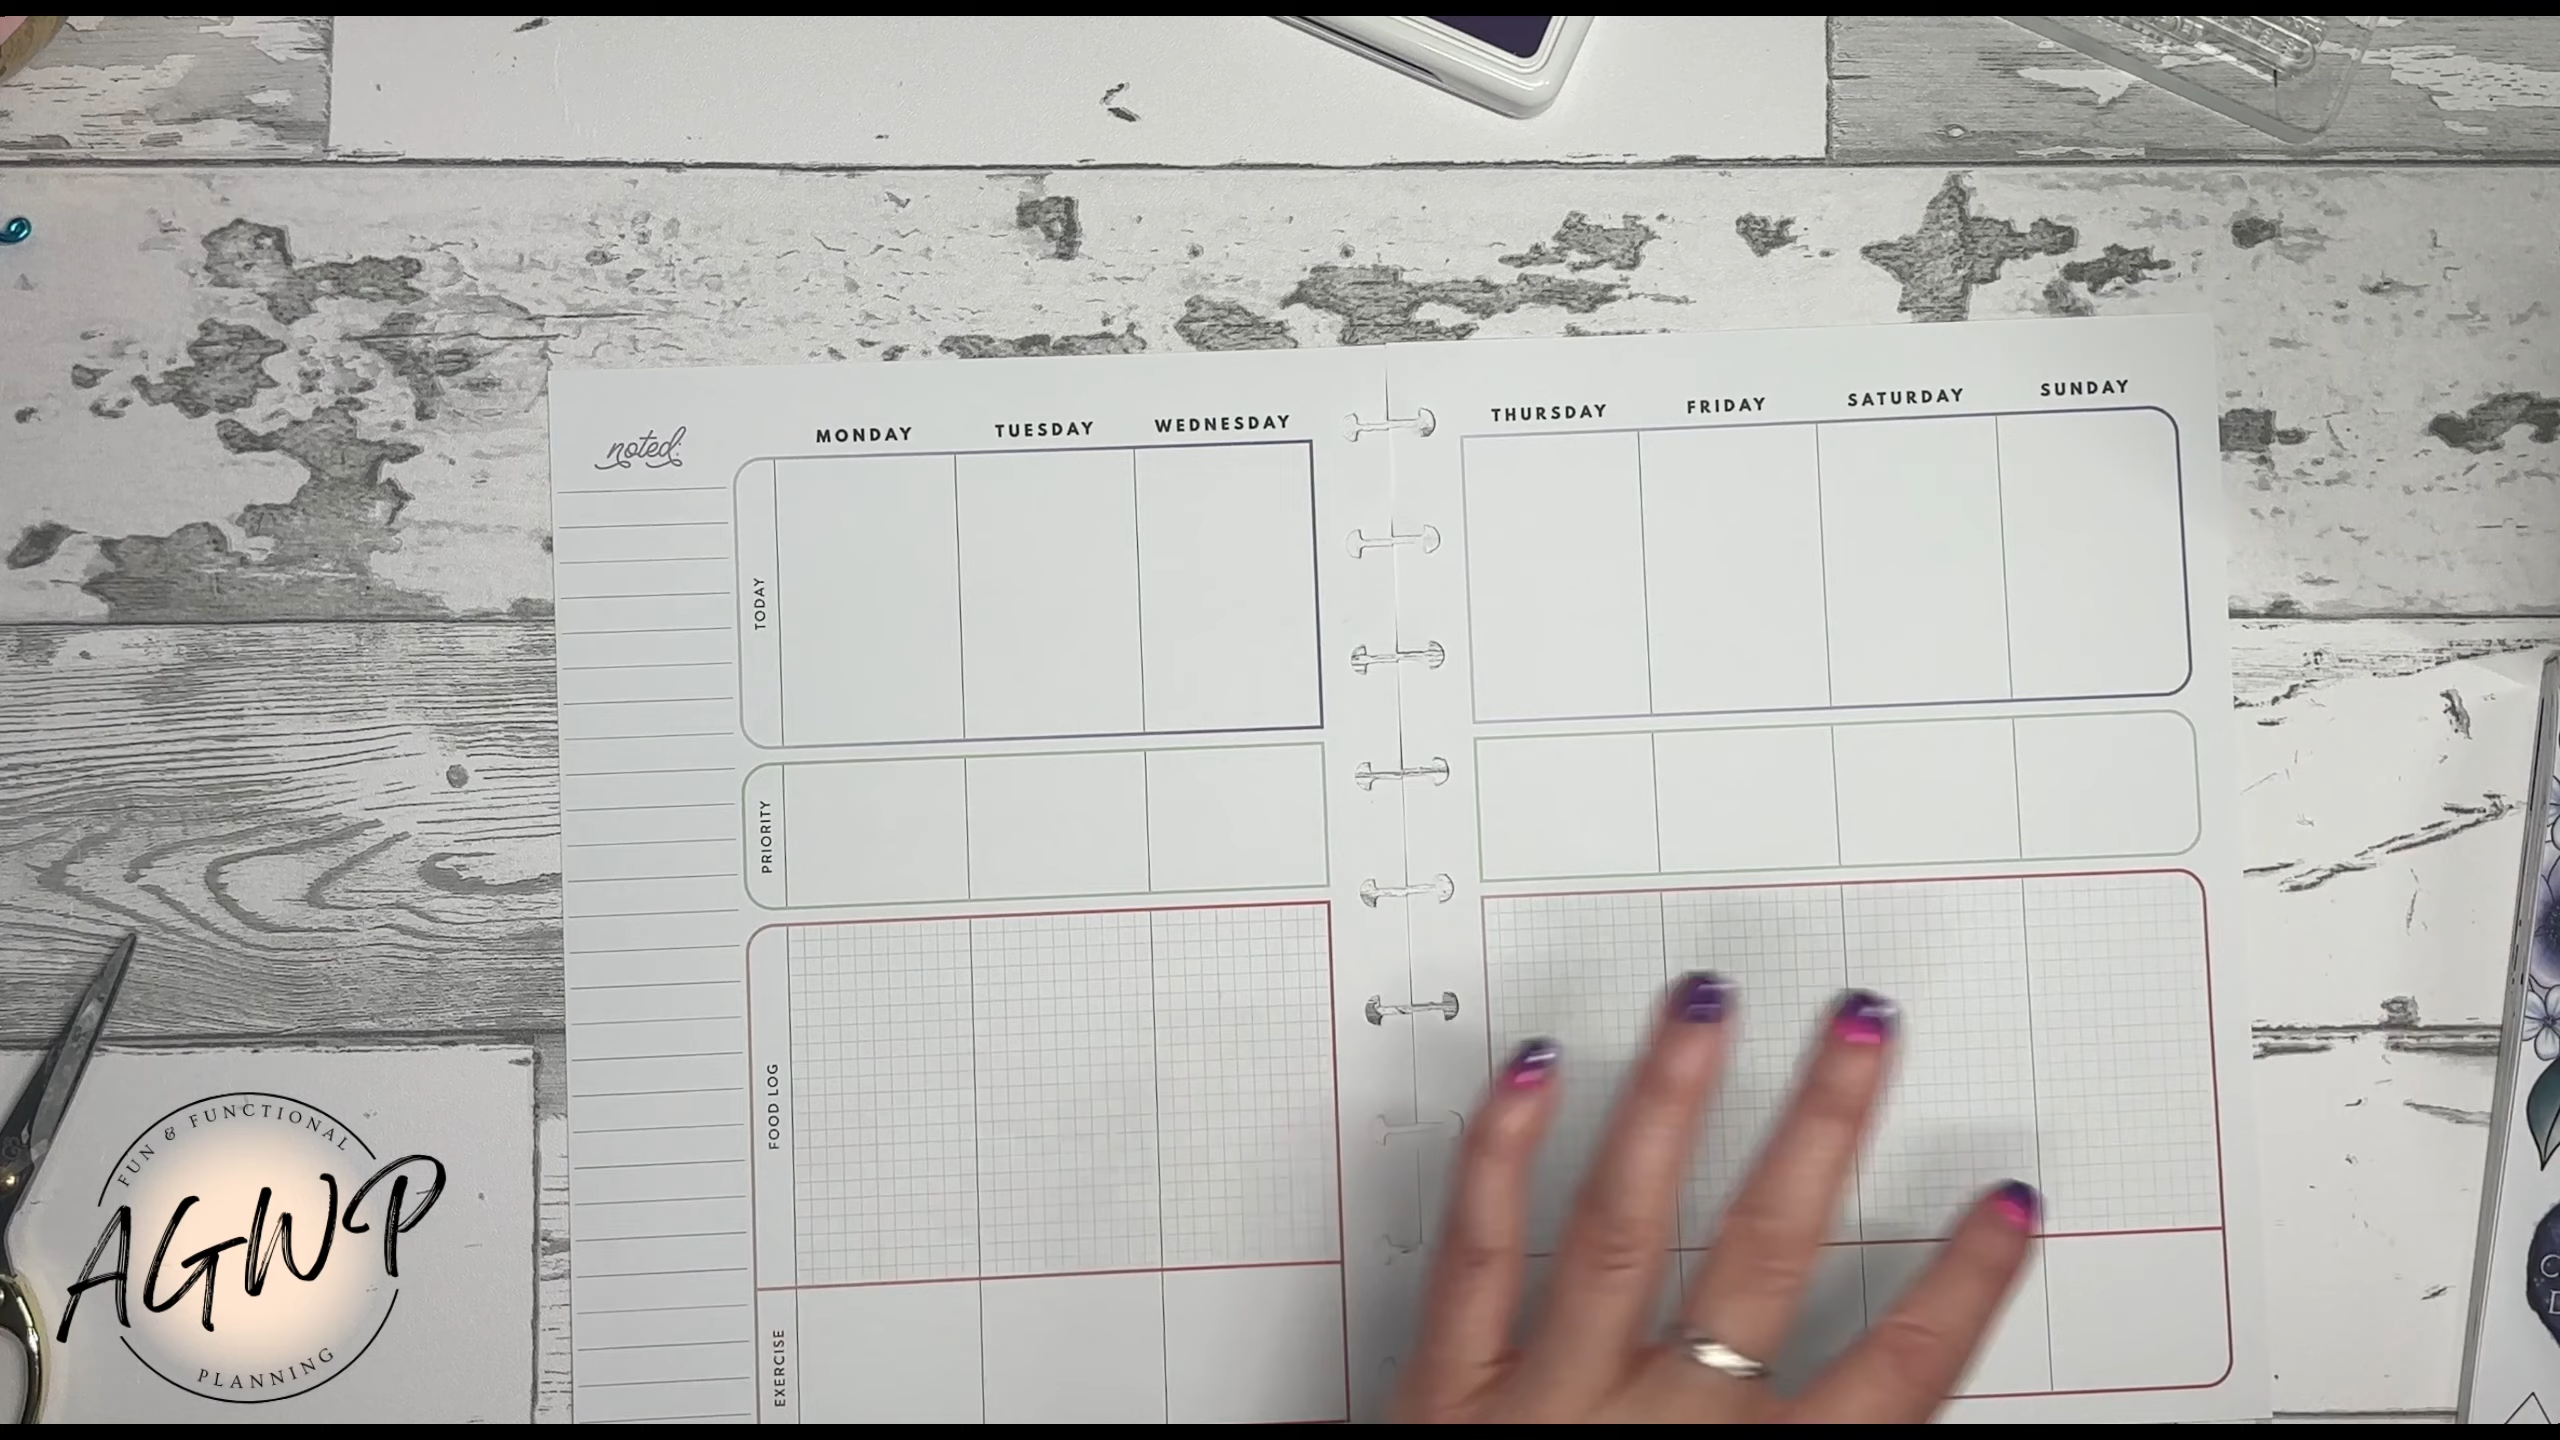 noted:
MONDAY
TUESDAY
WEDNESDAY
THURSDAY
FRIDAY
SATURDAY
SUNDAY
TODAY
PRIORITY
FOOD LOG
EXERCISE
FUN & FUNCTIONAL
AGWP
PLANNING